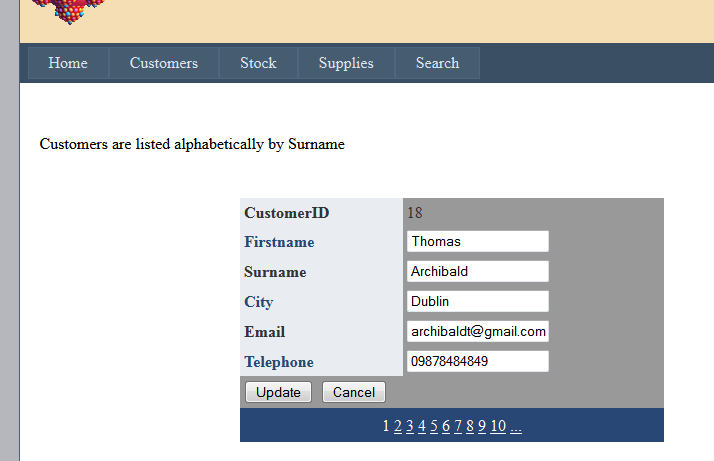 Home Customers Stock Supplies Search
Customers are listed alphabetically by Surname
CustomerID 18
Firstname Thomas
Surname Archibald
City Dublin
Email archibaldt@gmail.com
Telephone 09878484849
Update Cancel
1 2 3 4 5 6 7 8 9 10 ...